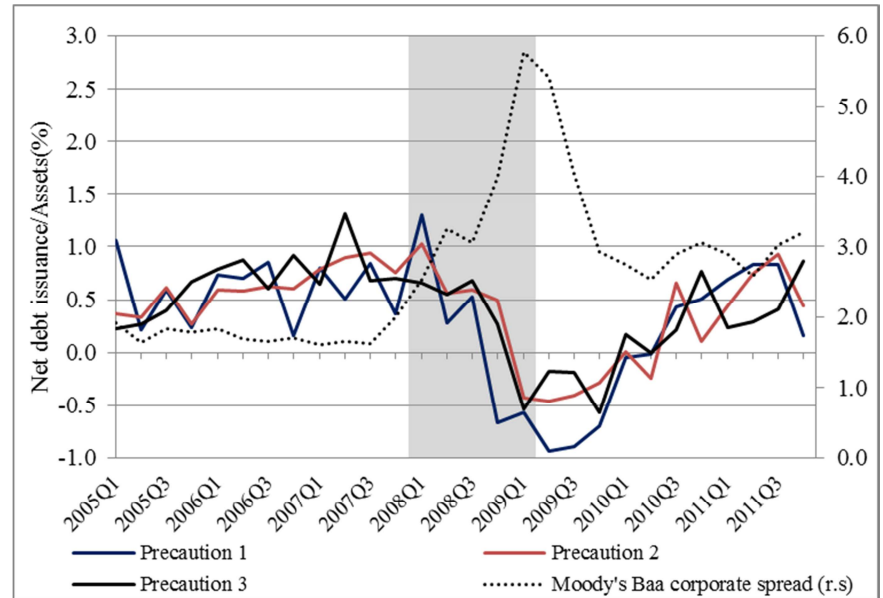 Net debt issuance/Assets(%)
3.0
2.5
2.0
1.5
1.0
0.5
0.0
-0.5
-1.0
6.0
5.0
4.0
3.0
2.0
1.0
0.0
2005Q1
2005Q3
2006Q1
2006Q3
2007Q1
2007Q3
2008Q1
2008Q3
2009Q1
2009Q3
2010Q1
2010Q3
2011Q1
2011Q3
Precaution 1
Precaution 2
Precaution 3
Moody's Baa corporate spread (r.s)